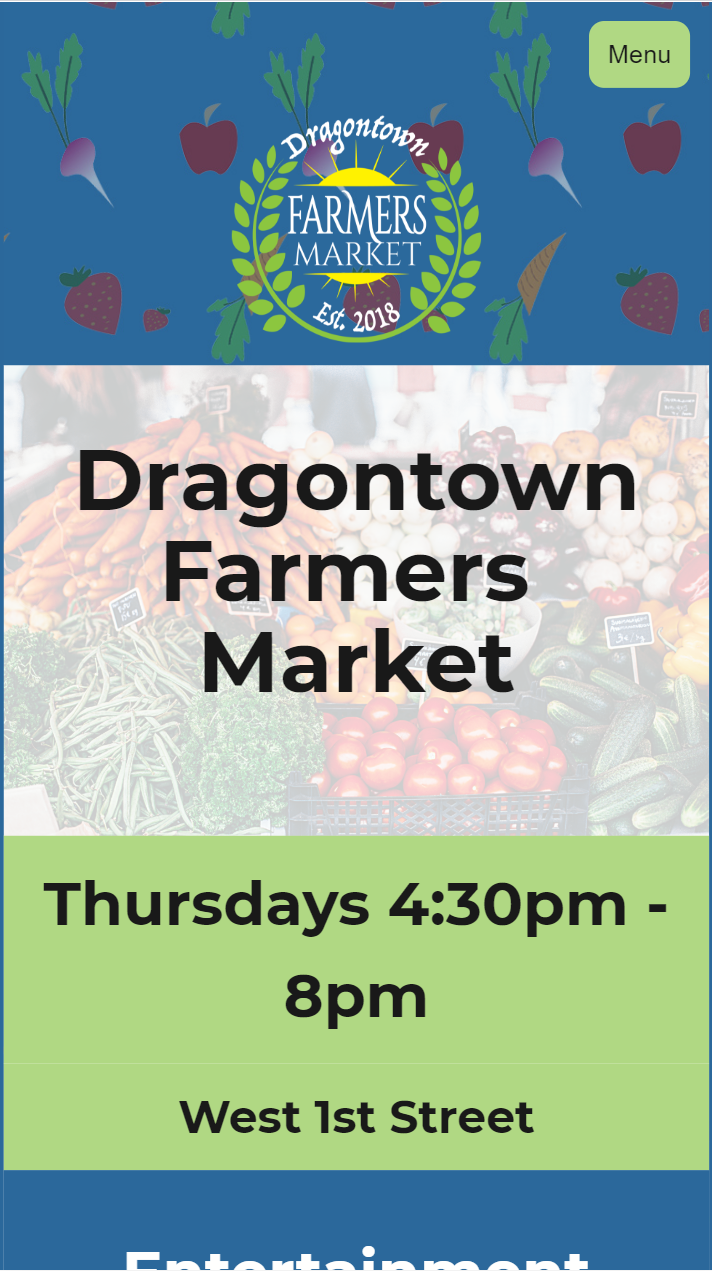 Menu
Dragontown
FARMERS
MARKET
Est. 2018
Dragontown
Farmers
Market
Thursdays 4:30pm -
8pm
West 1st Street
Entertainment